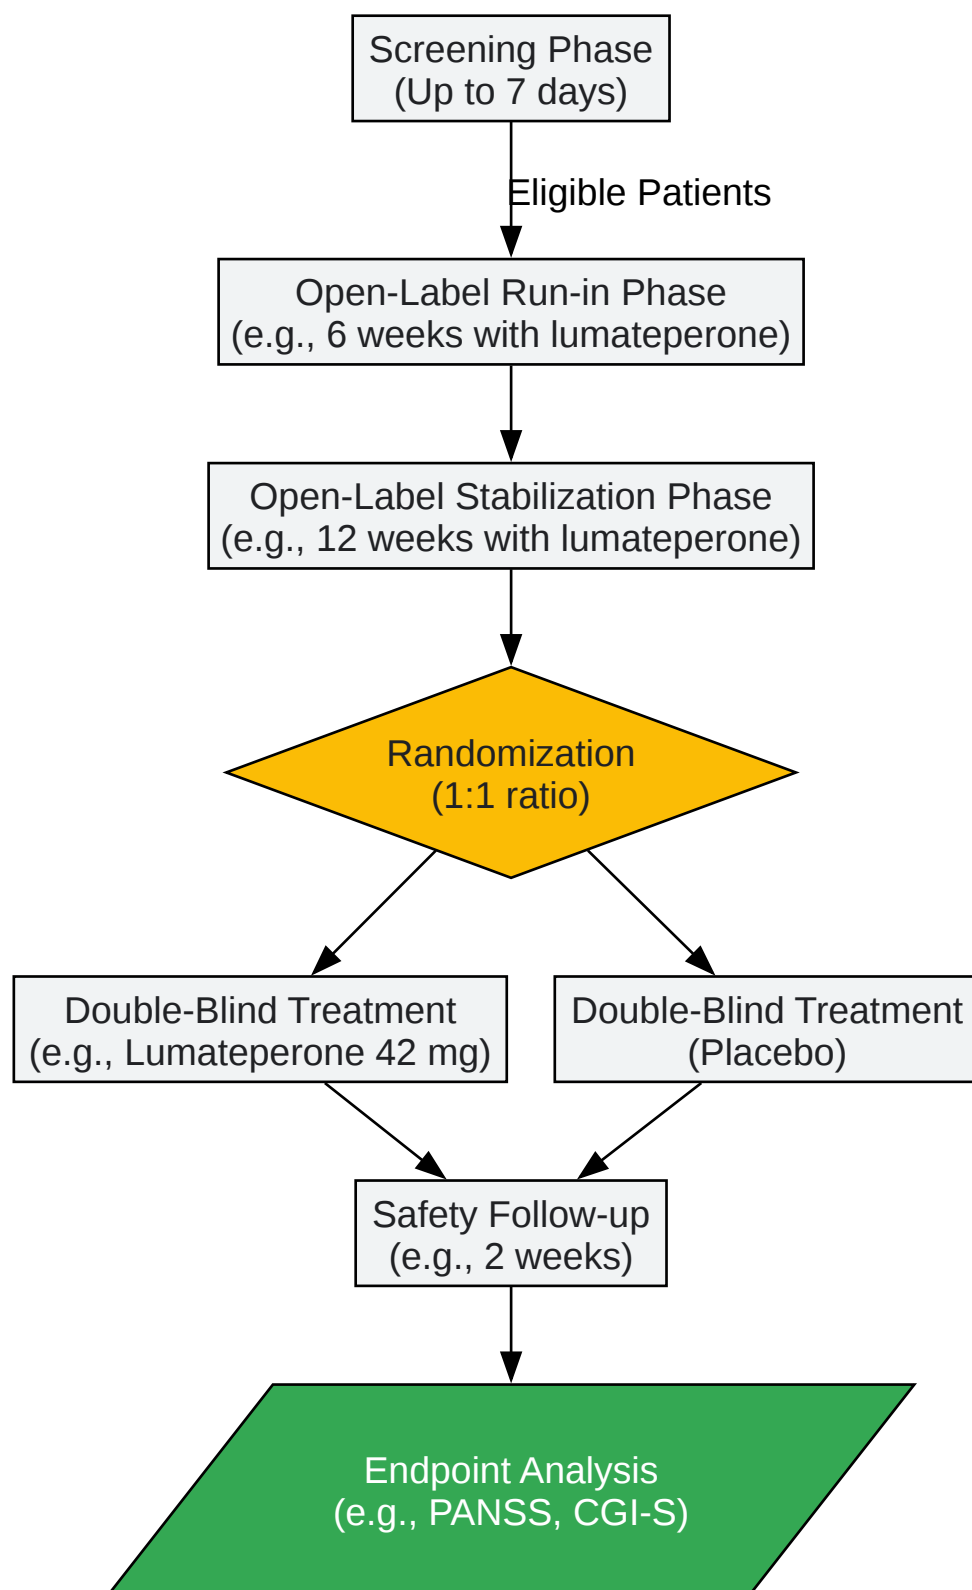 Screening Phase
(Up to 7 days)
Eligible Patients
Open-Label Run-in Phase
(e.g., 6 weeks with lumateperone)
Open-Label Stabilization Phase
(e.g., 12 weeks with lumateperone)
Randomization
(1:1 ratio)
Double-Blind Treatment
(e.g., Lumateperone 42 mg)
Double-Blind Treatment
(Placebo)
Safety Follow-up
(e.g., 2 weeks)
Endpoint Analysis
(e.g., PANSS, CGI-S)